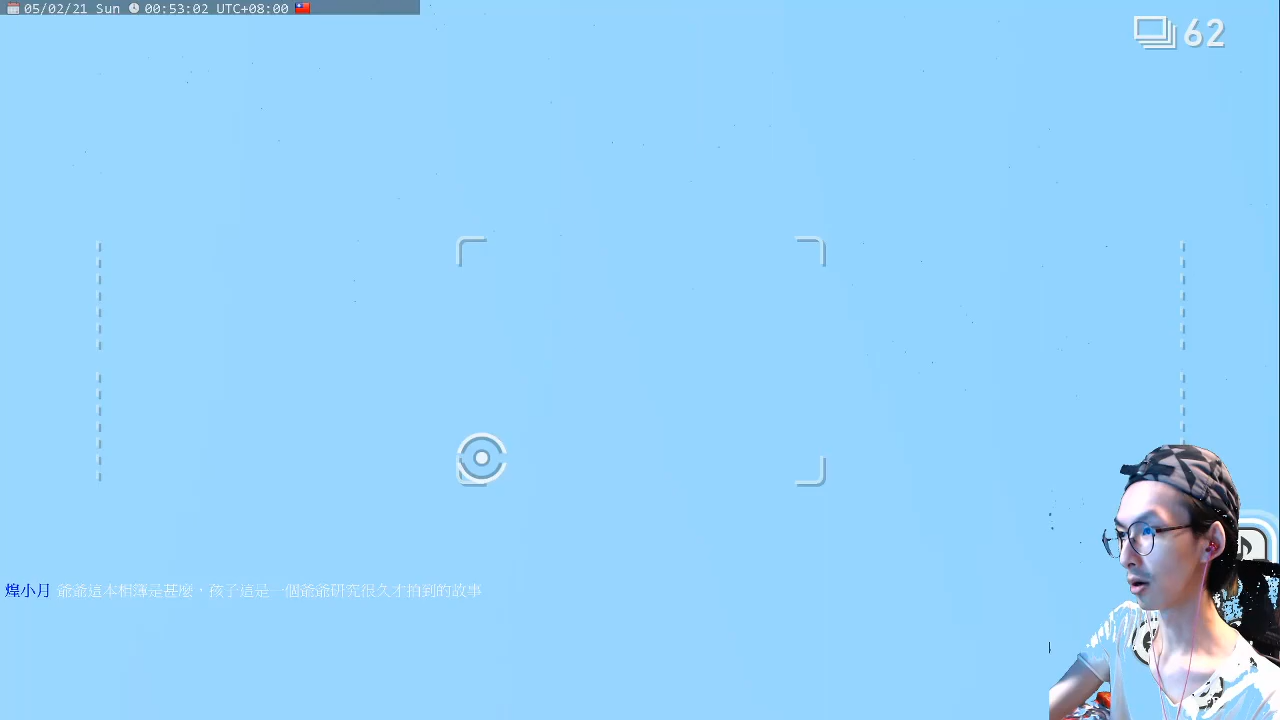 05/02/21 Sun 00:53:02 UTC+08:00
62
煌小月 爺爺這本相簿是甚麼，孩子這是一個爺爺研究很久才拍到的故事